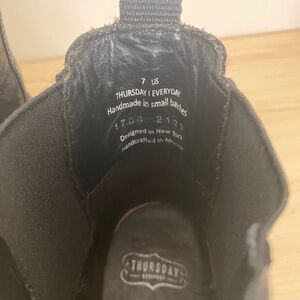 7 US
THURSDAY | EVERYDAY
Handmade in small batches
Designed in New York
Handcrafted in Mexico
THURSDAY